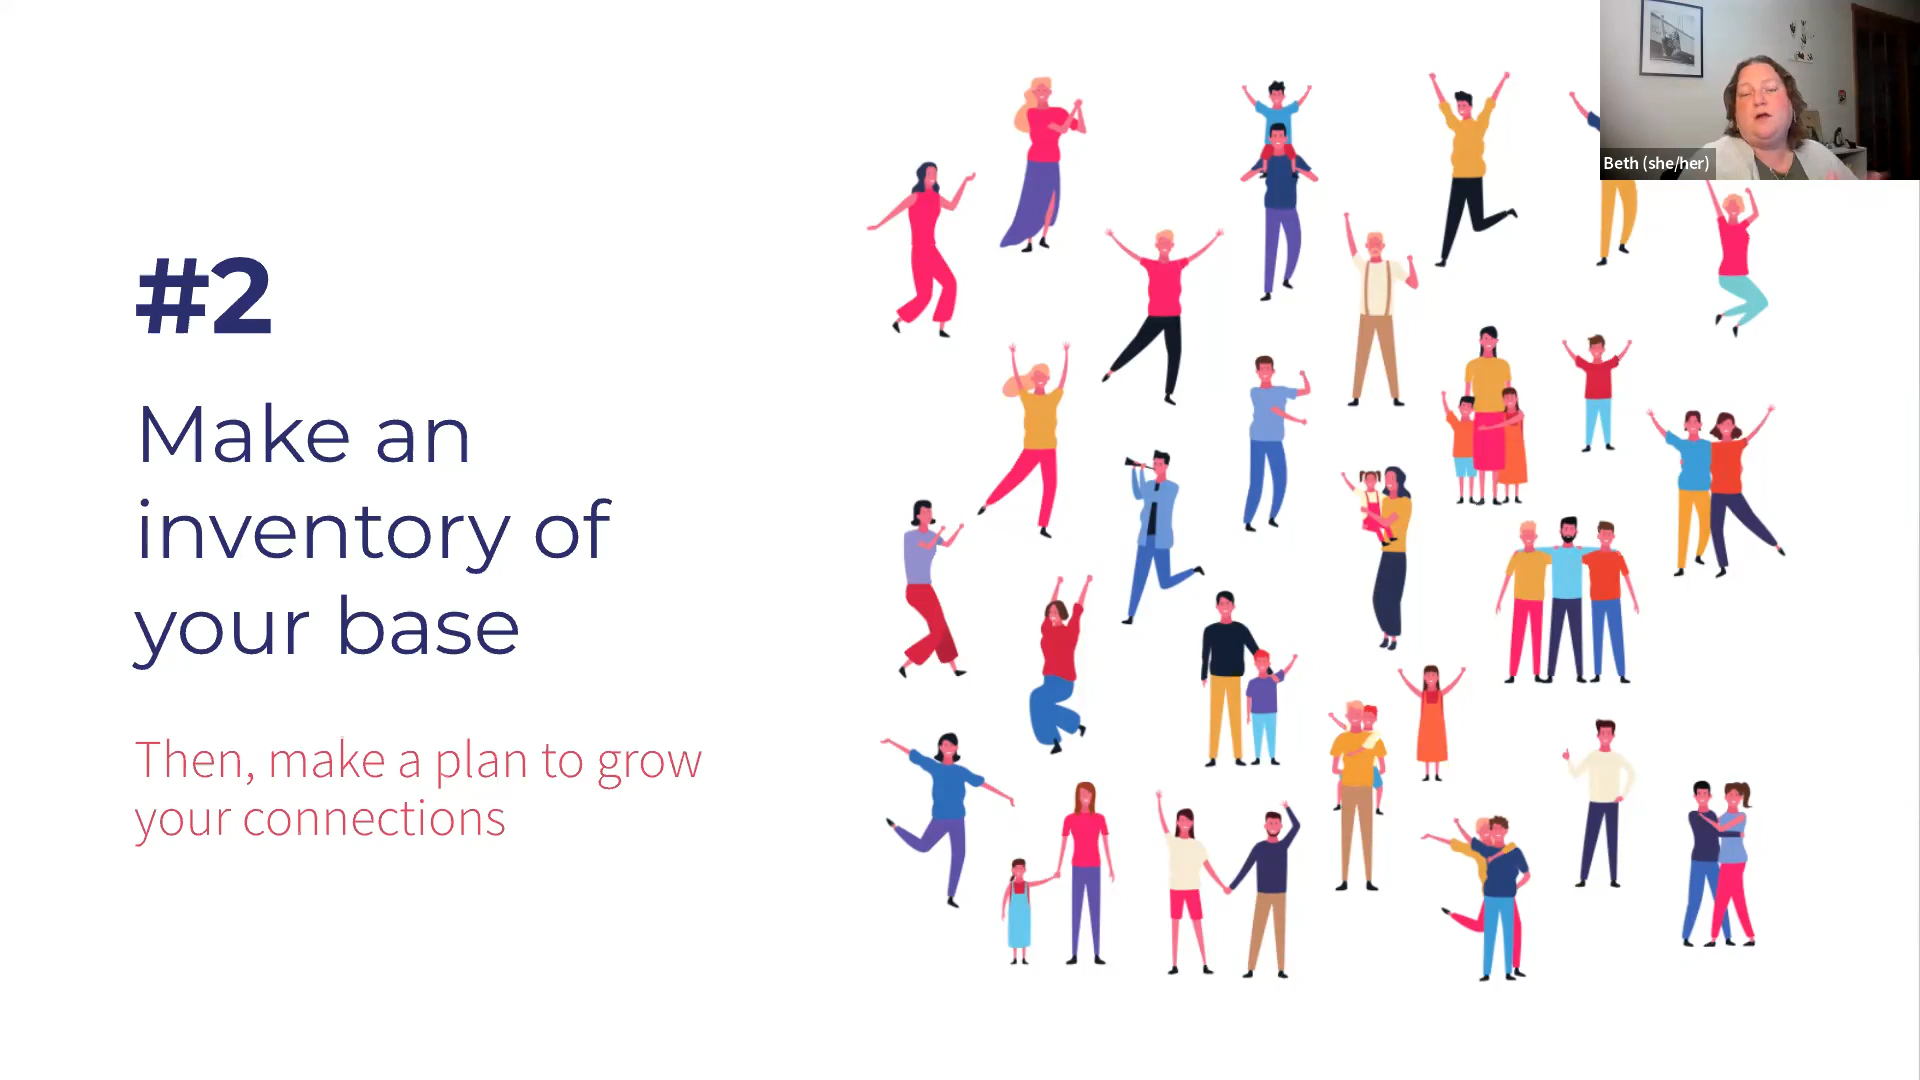 #2
Make an
inventory of
your base
Then, make a plan to grow
your connections
Beth (she/her)